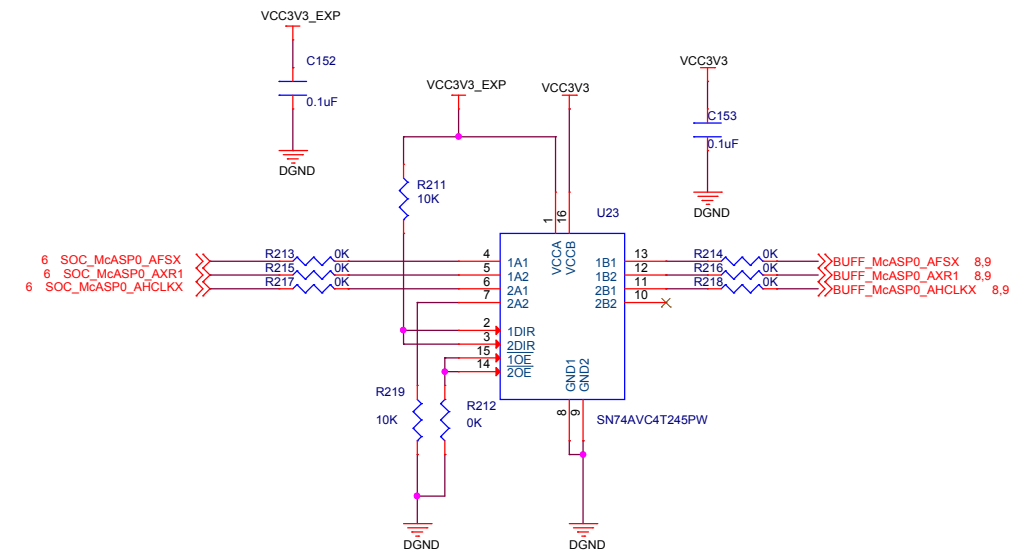 VCC3V3_EXP
C152
0.1uF
DGND
VCC3V3_EXP
VCC3V3
VCC3V3
C153
0.1uF
DGND
R211
10K
U23
1
16
VCCA
VCCB
6 SOC_McASP0_AFSX
R213
0K
4
1A1
1B1
13
R214
0K
BUFF_McASP0_AFSX 8,9
6 SOC_McASP0_AXR1
R215
0K
5
1A2
1B2
12
R216
0K
BUFF_McASP0_AXR1 8,9
6 SOC_McASP0_AHCLKX
R217
0K
6
2A1
2B1
11
R218
0K
BUFF_McASP0_AHCLKX 8,9
7
2A2
2B2
10
2
1DIR
3
2DIR
15
1OE
14
2OE
GND1
GND2
8
9
SN74AVC4T245PW
R219
10K
R212
0K
DGND
DGND